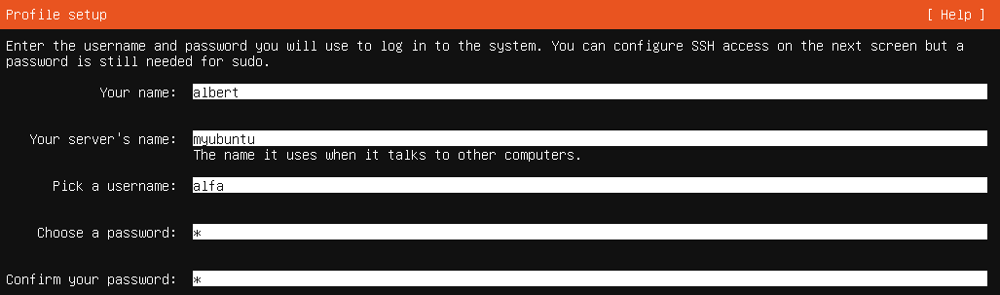 Profile setup [ Help ]
Enter the username and password you will use to log in to the system. You can configure SSH access on the next screen but a
password is still needed for sudo.
Your name: albert
Your server's name: myubuntu
The name it uses when it talks to other computers.
Pick a username: alfa
Choose a password: *
Confirm your password: *